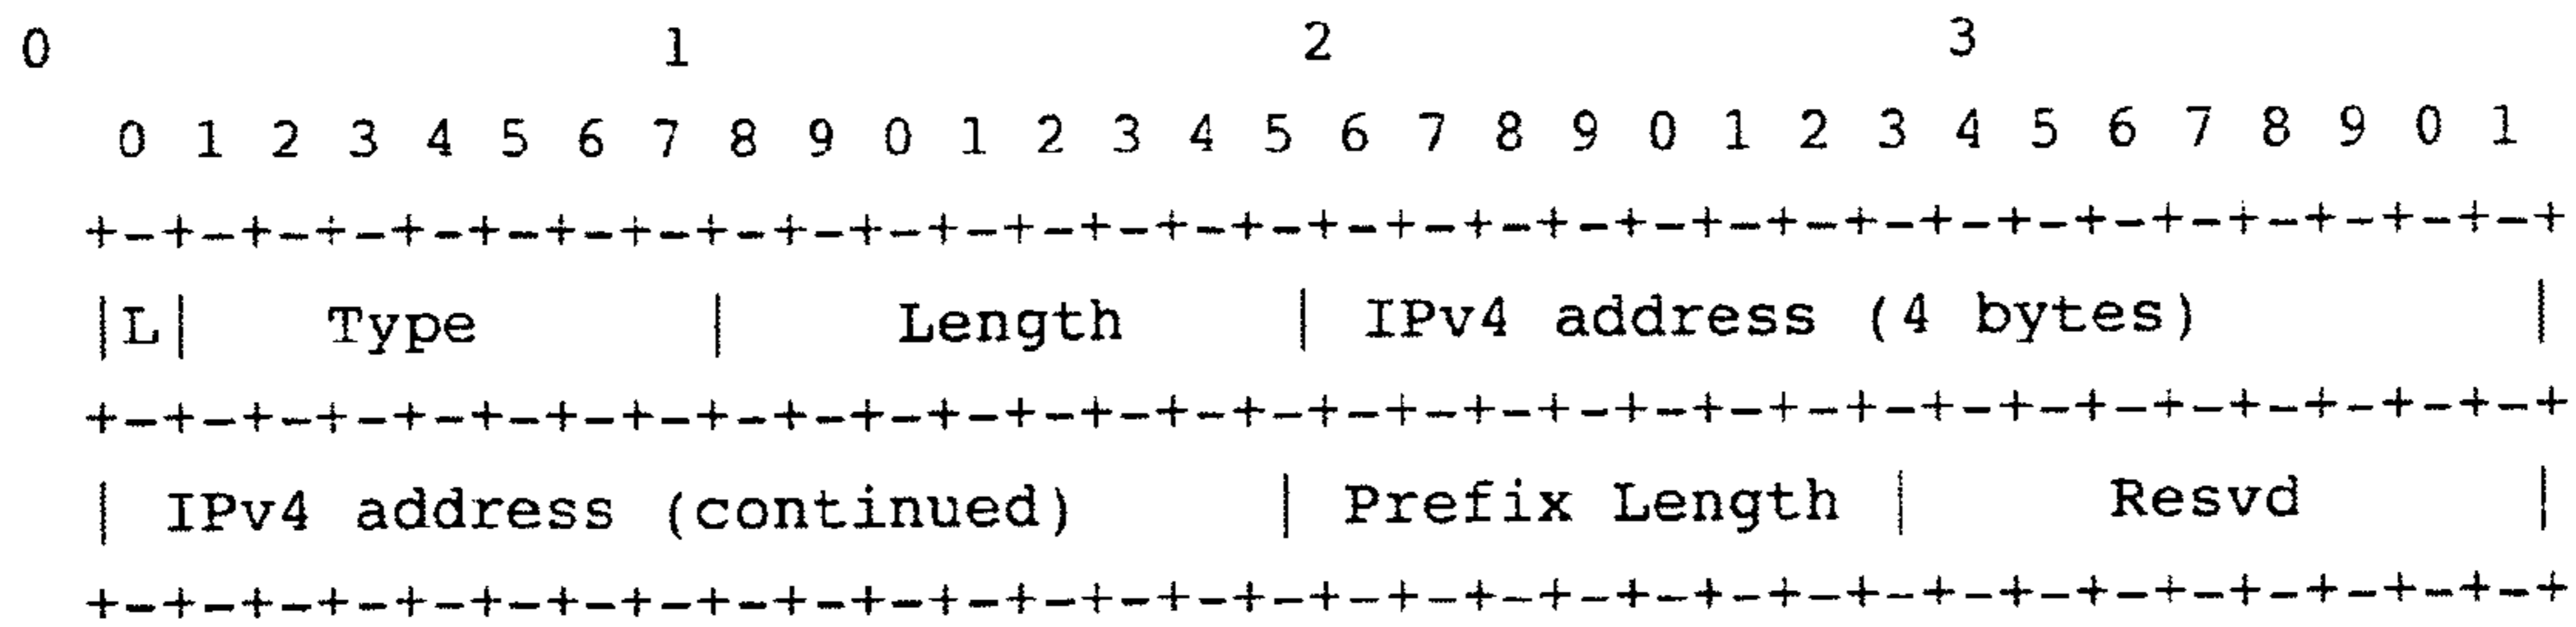 0 1 2 3
0 1 2 3 4 5 6 7 8 9 0 1 2 3 4 5 6 7 8 9 0 1 2 3 4 5 6 7 8 9 0 1
+-+-+-+-+-+-+-+-+-+-+-+-+-+-+-+-+-+-+-+-+-+-+-+-+-+-+-+-+-+-+-+-+
|L| Type | Length | IPv4 address (4 bytes) |
+-+-+-+-+-+-+-+-+-+-+-+-+-+-+-+-+-+-+-+-+-+-+-+-+-+-+-+-+-+-+-+-+
| IPv4 address (continued) | Prefix Length | Resvd |
+-+-+-+-+-+-+-+-+-+-+-+-+-+-+-+-+-+-+-+-+-+-+-+-+-+-+-+-+-+-+-+-+